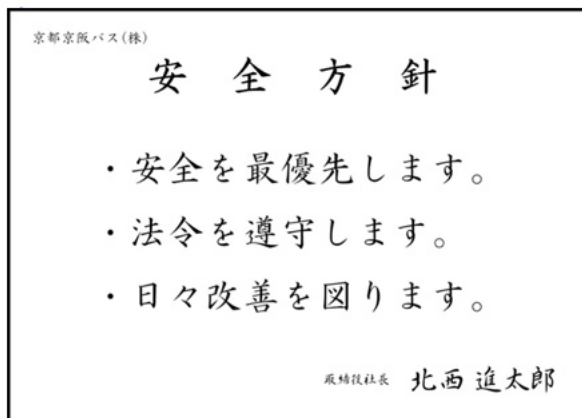 京都京阪バス(株)
安全方針
・安全を最優先します。
・法令を遵守します。
・日々改善を図ります。
取締役社長 北西 進太郎